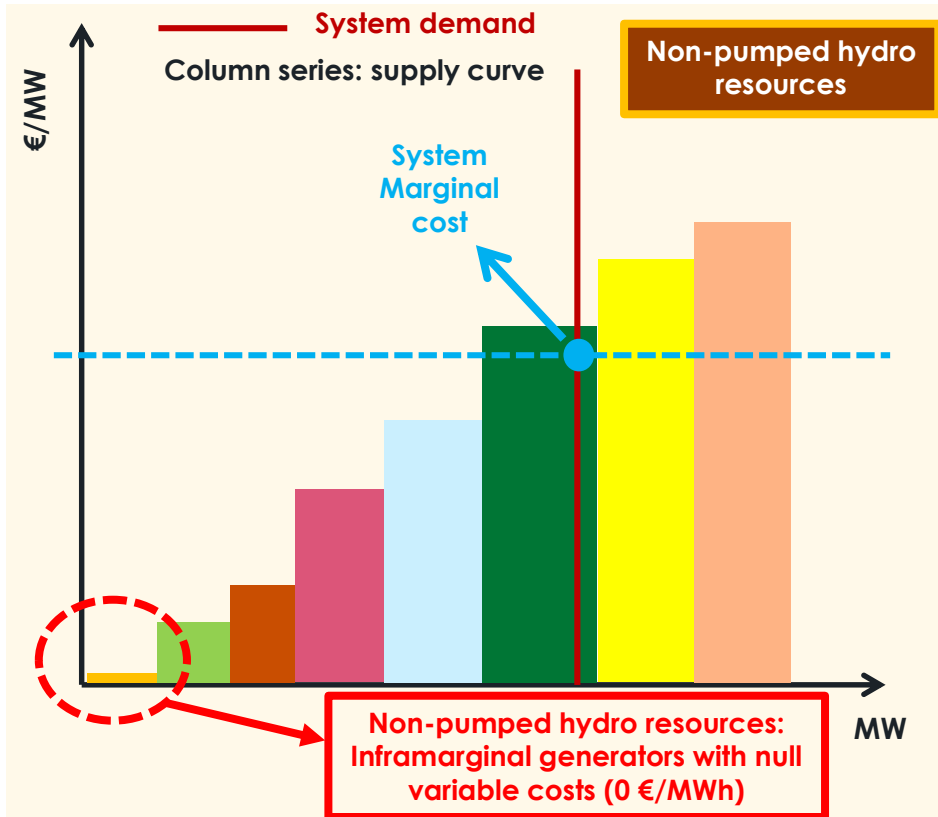 System demand
Column series: supply curve
Non-pumped hydro
resources
€/MW
System
Marginal
cost
MW
Non-pumped hydro resources:
Inframarginal generators with null
variable costs (0 €/MWh)